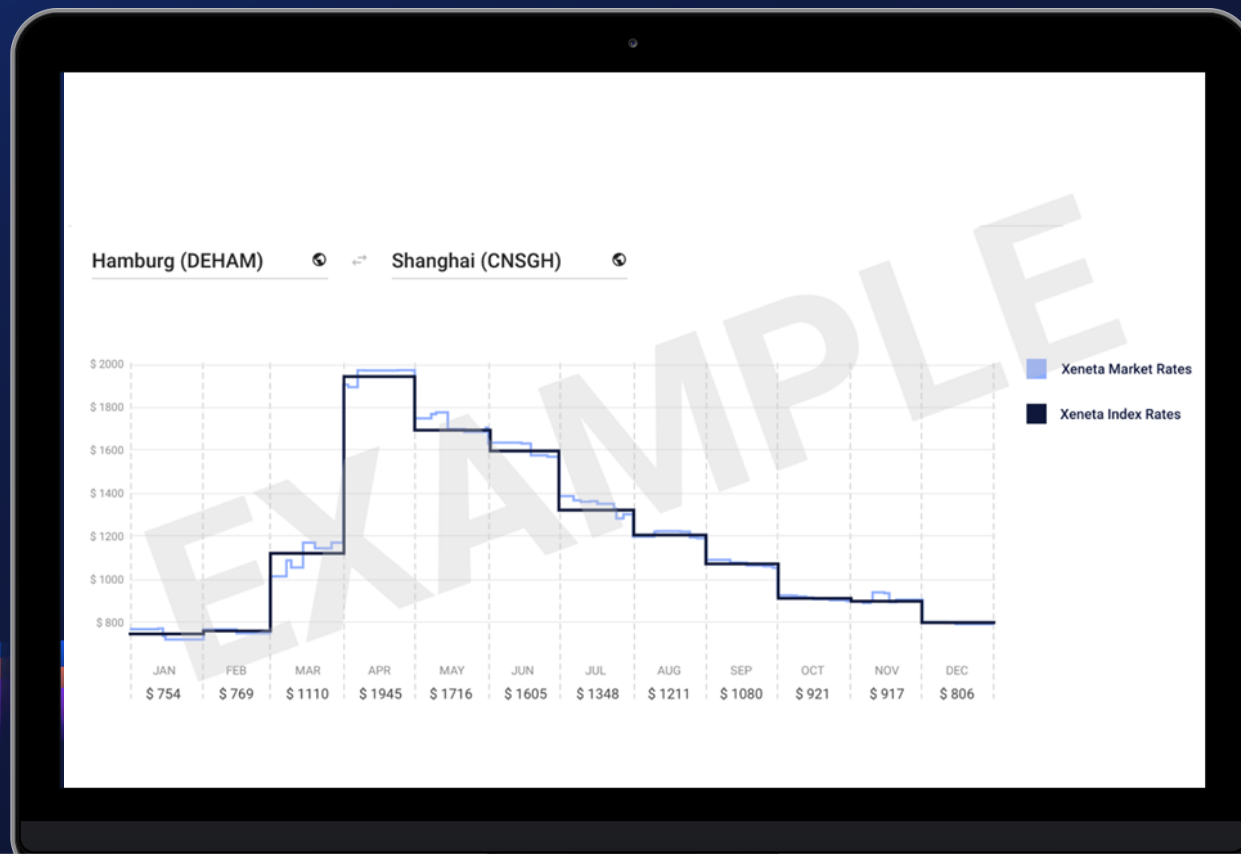 Hamburg (DEHAM)
Shanghai (CNSGH)
EXAMPLE
$ 2000
$ 1800
$ 1600
$ 1400
$ 1200
$ 1000
$ 800
Xeneta Market Rates
Xeneta Index Rates
JAN FEB MAR APR MAY JUN JUL AUG SEP OCT NOV DEC
$ 754 $ 769 $ 1110 $ 1945 $ 1716 $ 1605 $ 1348 $ 1211 $ 1080 $ 921 $ 917 $ 806